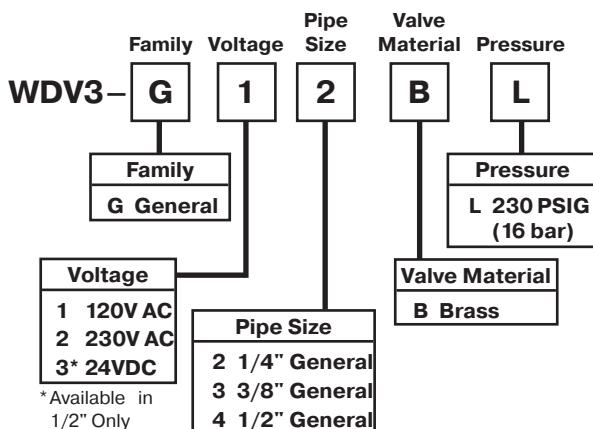 Family Voltage Pipe Size Valve Material Pressure
WDV3– G 1 2 B L
Family
G General
Pressure
L 230 PSIG
(16 bar)
Voltage
1 120V AC
2 230V AC
3* 24VDC
*Available in
1/2" Only
Valve Material
B Brass
Pipe Size
2 1/4" General
3 3/8" General
4 1/2" General